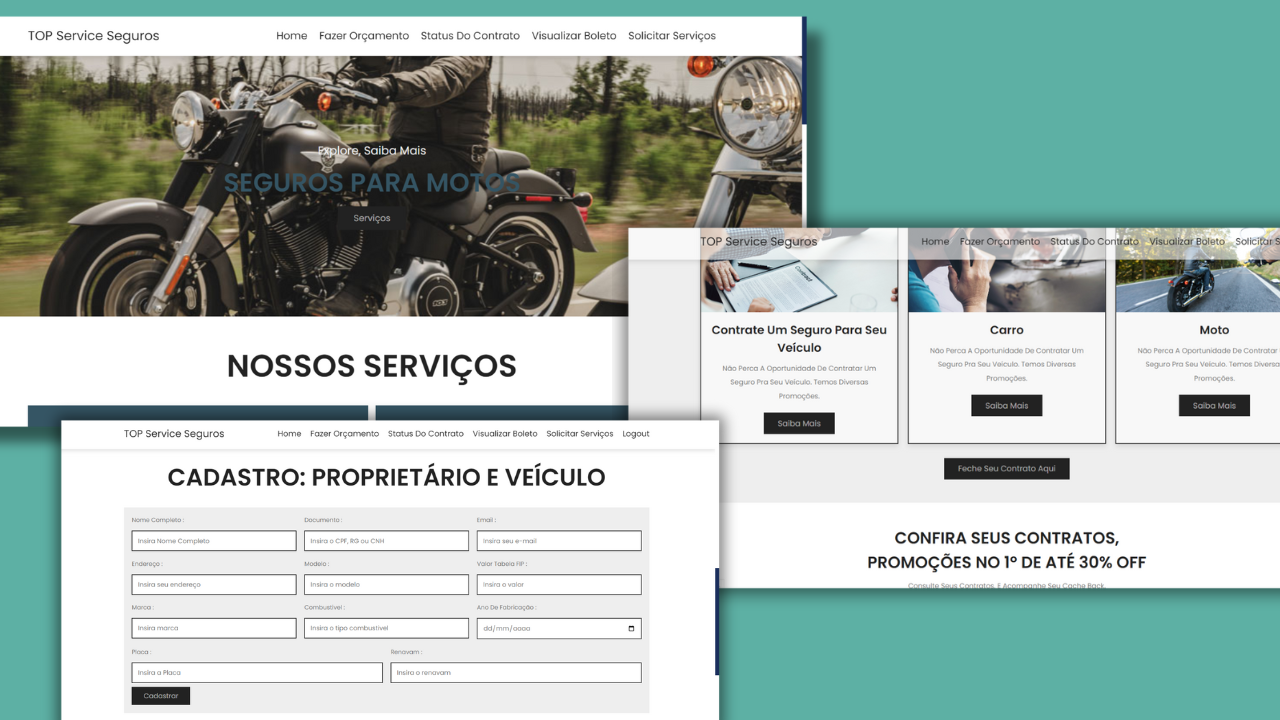 TOP Service Seguros
Home Fazer Orçamento Status Do Contrato Visualizar Boleto Solicitar Serviços
Explore, Saiba Mais
SEGUROS PARA MOTOS
Serviços
NOSSOS SERVIÇOS
TOP Service Seguros
Home Fazer Orçamento Status Do Contrato Visualizar Boleto Solicitar S
Contrate Um Seguro Para Seu
Veículo
Não Perca A Oportunidade De Contratar Um
Seguro Pra Seu Veículo. Temos Diversas
Promoções.
Saiba Mais
Carro
Não Perca A Oportunidade De Contratar Um
Seguro Pra Seu Veículo. Temos Diversas
Promoções.
Saiba Mais
Moto
Não Perca A Oportunidade De Contratar
Seguro Pra Seu Veículo. Temos Diversas
Promoções.
Saiba Mais
Feche Seu Contrato Aqui
CONFIRA SEUS CONTRATOS,
PROMOÇÕES NO 1º DE ATÉ 30% OFF
Consulte Seus Contratos, E Acompanhe Seu Cache Back.
TOP Service Seguros
Home Fazer Orçamento Status Do Contrato Visualizar Boleto Solicitar Serviços Logout
CADASTRO: PROPRIETÁRIO E VEÍCULO
Nome Completo : Documento : Email :
Insira Nome Completo Insira o CPF, RG ou CNH Insira seu e-mail
Endereço : Modelo : Valor Tabela FIP :
Insira seu endereço Insira o modelo Insira o valor
Marca : Combustível : Ano De Fabricação :
Insira marca Insira o tipo combustivel dd/mm/aaaa
Placa : Renavam :
Insira a Placa Insira o renavam
Cadastrar